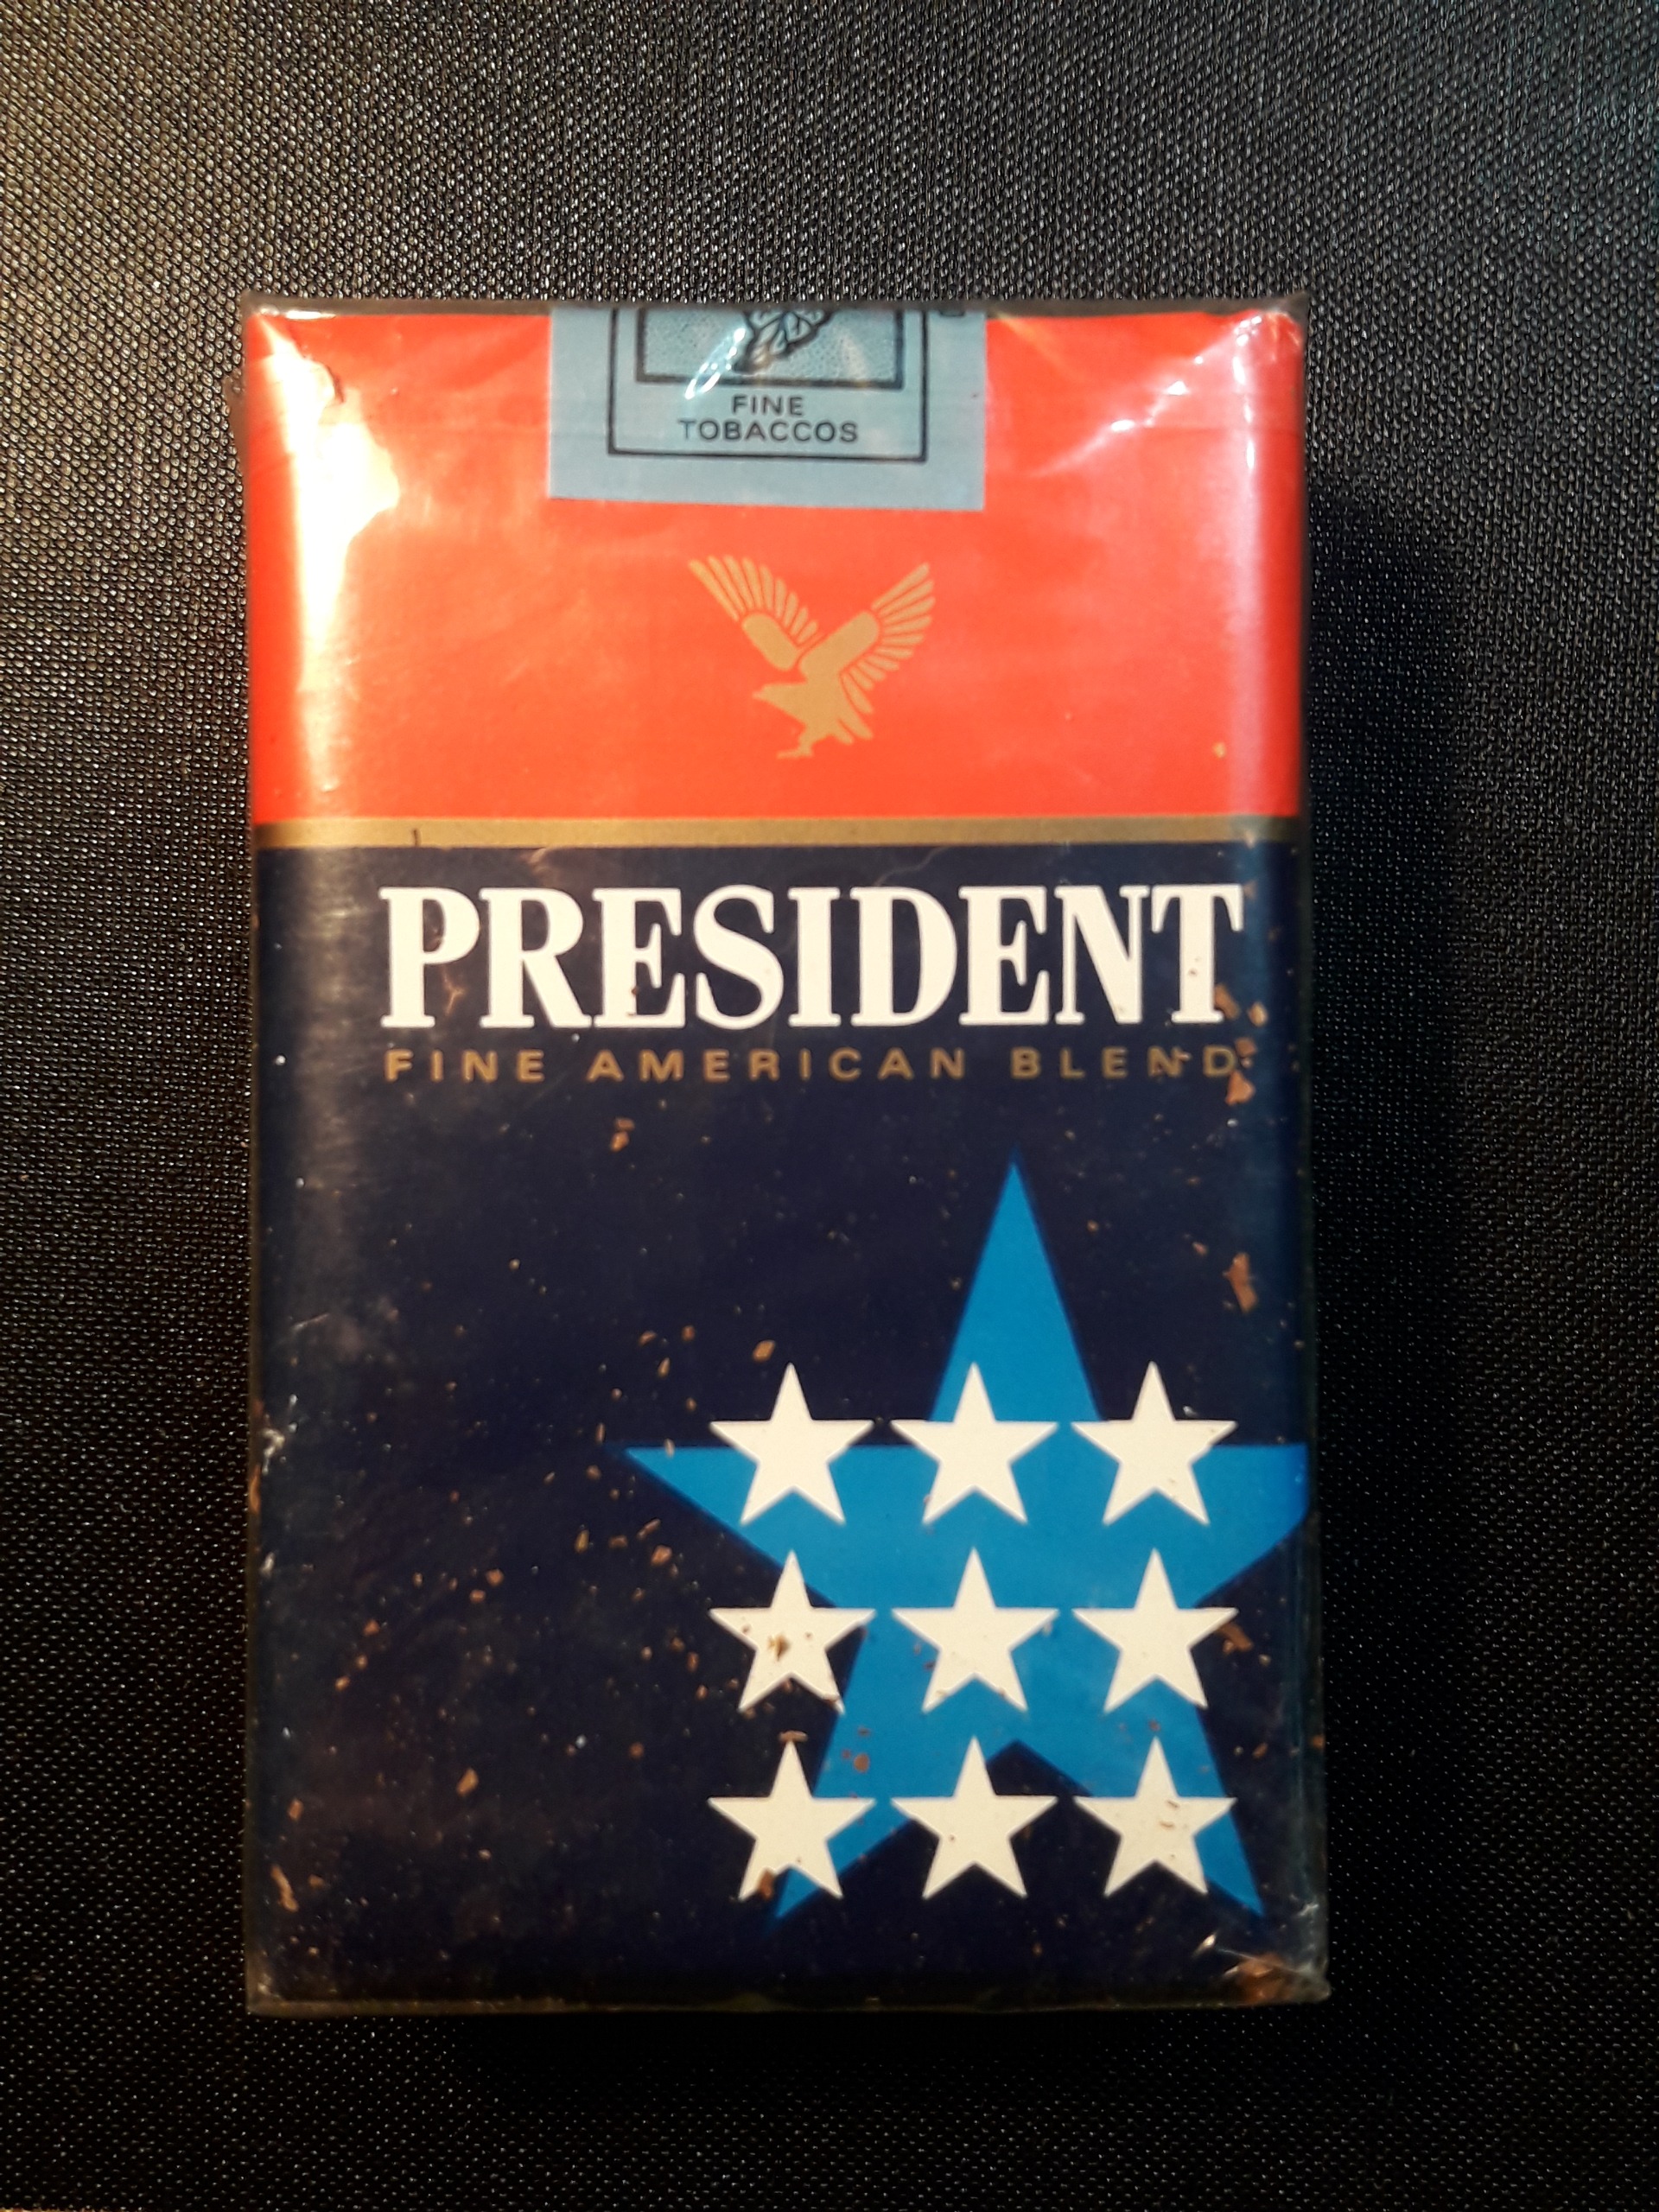 FINE
TOBACCOS
PRESIDENT
FINE AMERICAN BLEND